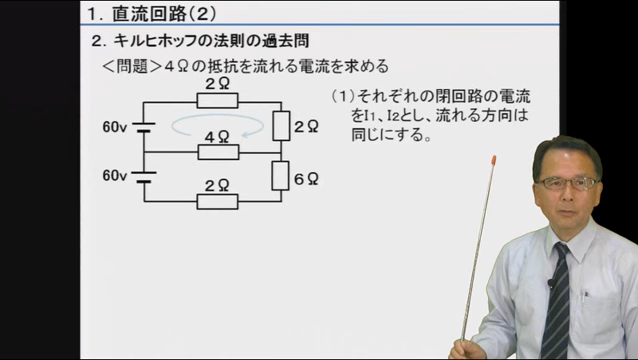 １．直流回路（２）
２．キルヒホッフの法則の過去問
＜問題＞４Ωの抵抗を流れる電流を求める
２Ω
（１）それぞれの閉回路の電流
をI₁、I₂とし、流れる方向は
同じにする。
60v
２Ω
４Ω
60v
６Ω
２Ω